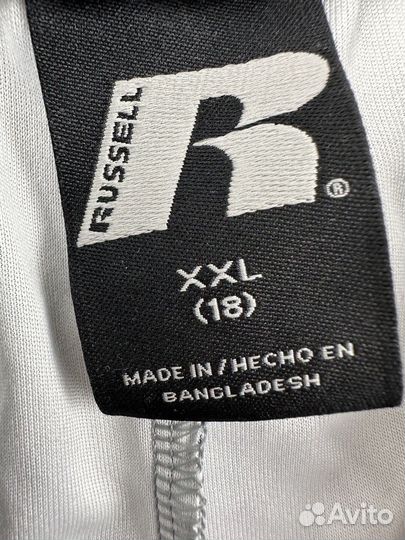 RUSSELL
R®
XXL
(18)
MADE IN / HECHO EN
BANGLADESH
Avito